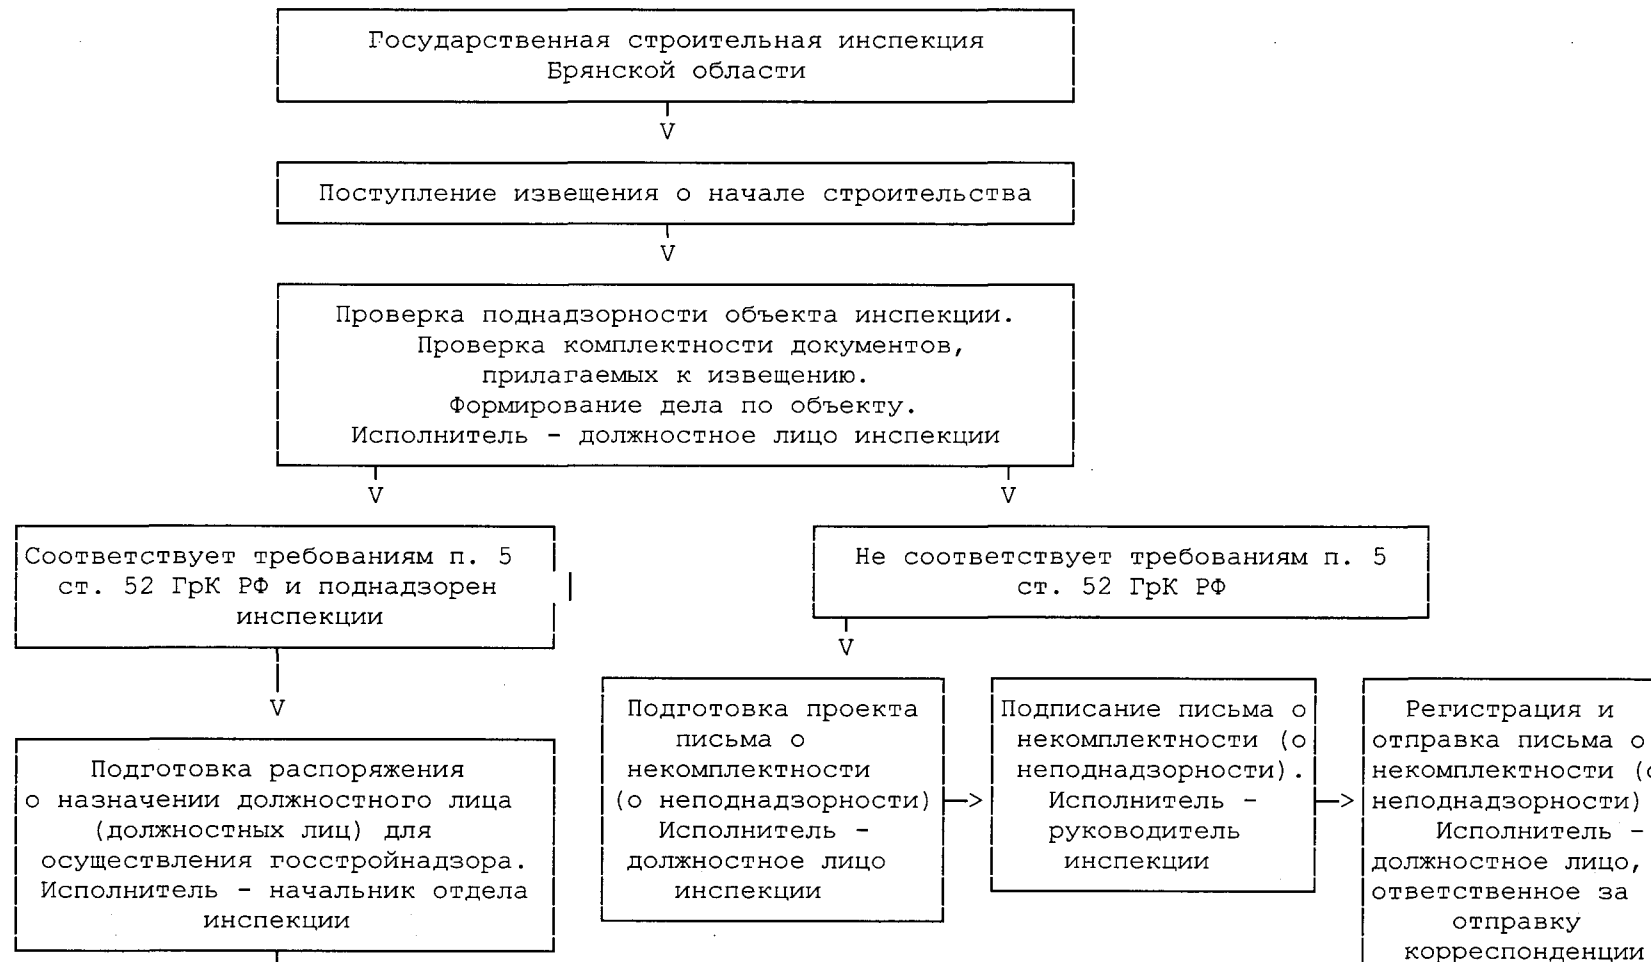 Государственная строительная инспекция
Брянской области
V
Поступление извещения о начале строительства
V
Проверка поднадзорности объекта инспекции.
Проверка комплектности документов,
прилагаемых к извещению.
Формирование дела по объекту.
Исполнитель - должностное лицо инспекции
V
V
Соответствует требованиям п. 5
ст. 52 ГрК РФ и поднадзорен
инспекции
Не соответствует требованиям п. 5
ст. 52 ГрК РФ
V
V
Подготовка распоряжения
о назначении должностного лица
(должностных лиц) для
осуществления госстройнадзора.
Исполнитель - начальник отдела
инспекции
Подготовка проекта
письма о
некомплектности
(о неподнадзорности)
Исполнитель -
должностное лицо
инспекции
Подписание письма о
некомплектности (о
неподнадзорности).
Исполнитель -
руководитель
инспекции
Регистрация и
отправка письма о
некомплектности (о
неподнадзорности)
Исполнитель -
должностное лицо,
ответственное за
отправку
корреспонденции